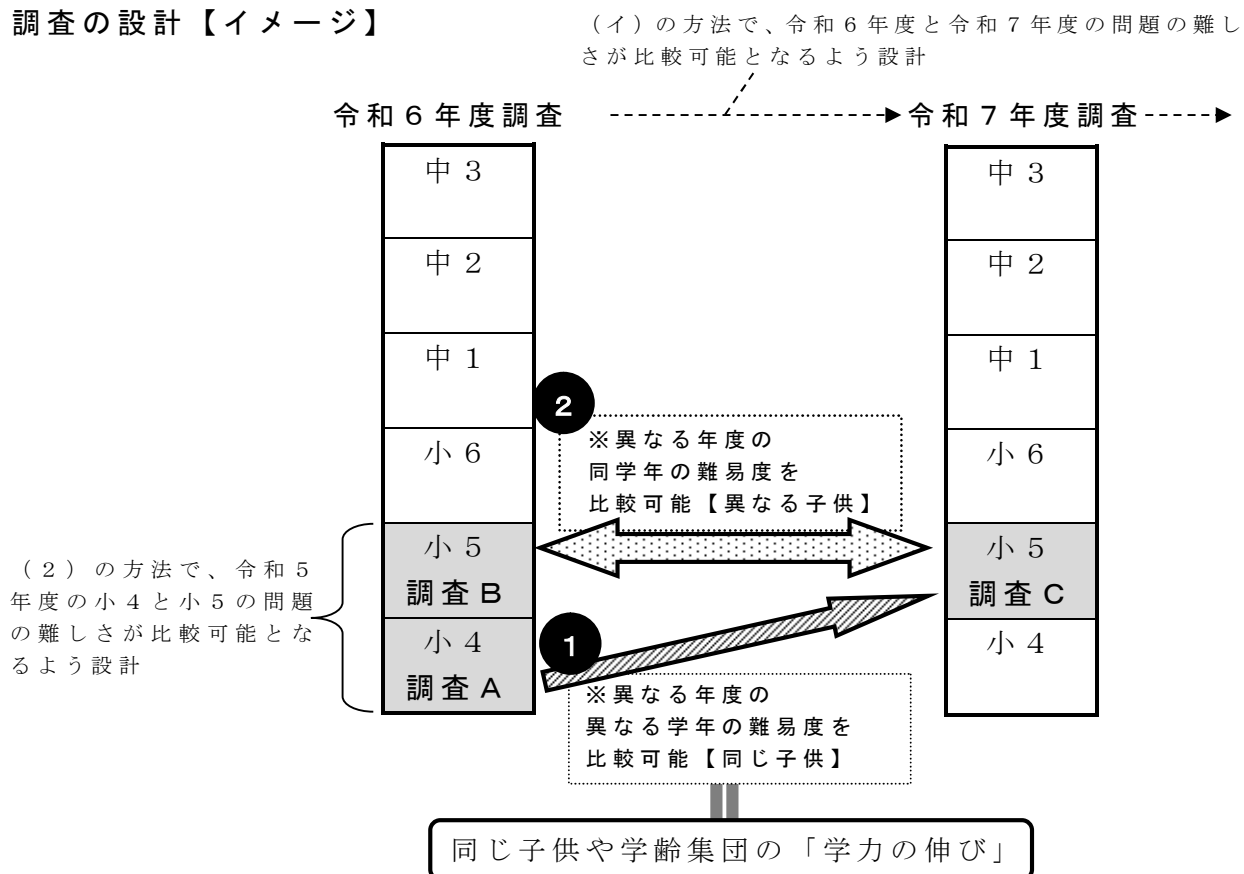 調査の設計【イメージ】
（イ）の方法で、令和６年度と令和７年度の問題の難し
さが比較可能となるよう設計
令和６年度調査
令和７年度調査
中３
中２
中１
小６
小５
調査Ｂ
小４
調査Ａ
中３
中２
中１
小６
小５
調査Ｃ
小４
2
※異なる年度の
同学年の難易度を
比較可能【異なる子供】
（２）の方法で、令和５
年度の小４と小５の問題
の難しさが比較可能とな
るよう設計
1
※異なる年度の
異なる学年の難易度を
比較可能【同じ子供】
同じ子供や学齢集団の「学力の伸び」